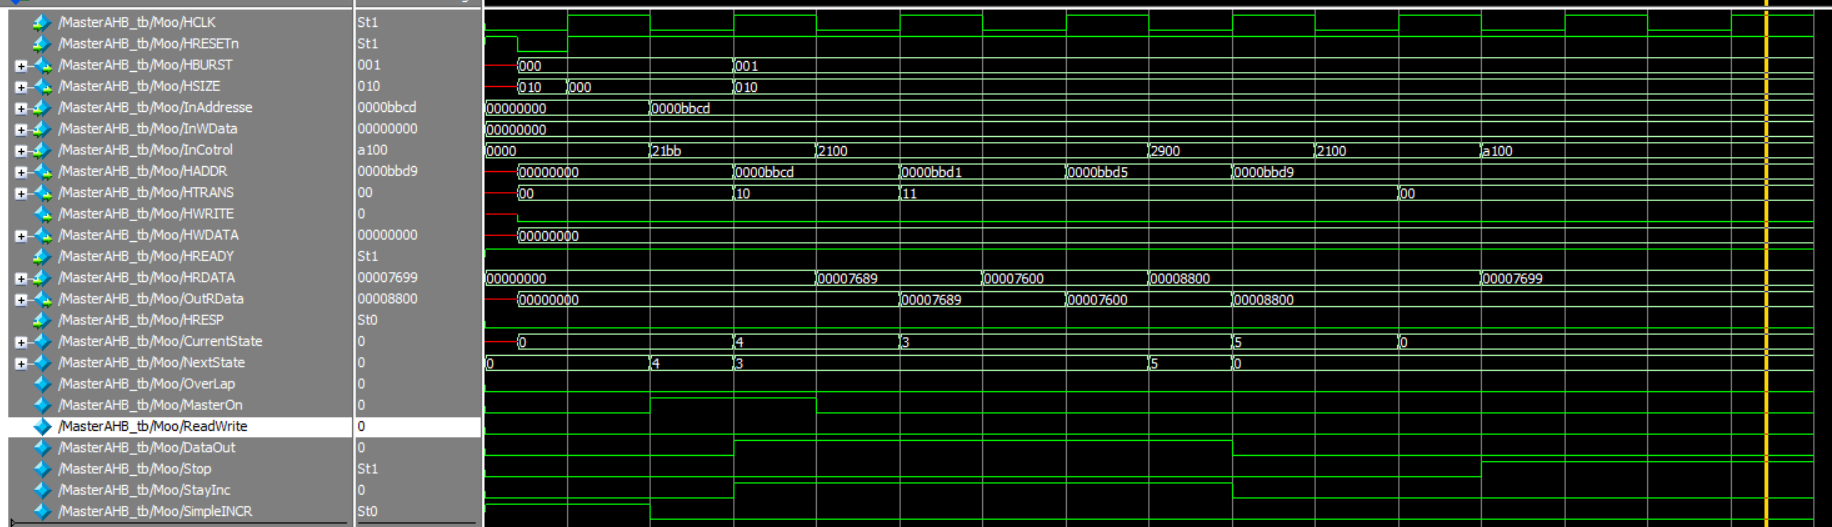 /MasterAHB_tb/Moo/HCLK St1
/MasterAHB_tb/Moo/HRESETn St1
/MasterAHB_tb/Moo/HBURST 001 000 001
/MasterAHB_tb/Moo/HSIZE 010 010 000 010
/MasterAHB_tb/Moo/InAddresse 0000bbcd 00000000 0000bbcd
/MasterAHB_tb/Moo/InWData 00000000 00000000
/MasterAHB_tb/Moo/InCotrol a100 0000 21bb 2100 2900 2100 a100
/MasterAHB_tb/Moo/HADDR 0000bbd9 00000000 0000bbcd 0000bbd1 0000bbd5 0000bbd9
/MasterAHB_tb/Moo/HTRANS 00 00 10 11 00
/MasterAHB_tb/Moo/HWRITE 0
/MasterAHB_tb/Moo/HWDATA 00000000 00000000
/MasterAHB_tb/Moo/HREADY St1
/MasterAHB_tb/Moo/HRDATA 00007699 00000000 00007689 00007600 00008800 00007699
/MasterAHB_tb/Moo/OutRData 00008800 00000000 00007689 00007600 00008800
/MasterAHB_tb/Moo/HRESP St0
/MasterAHB_tb/Moo/CurrentState 0 0 4 3 5 0
/MasterAHB_tb/Moo/NextState 0 0 4 3 5 0
/MasterAHB_tb/Moo/OverLap 0
/MasterAHB_tb/Moo/MasterOn 0
/MasterAHB_tb/Moo/ReadWrite 0
/MasterAHB_tb/Moo/DataOut 0
/MasterAHB_tb/Moo/Stop St1
/MasterAHB_tb/Moo/StayInc 0
/MasterAHB_tb/Moo/SimpleINCR St0